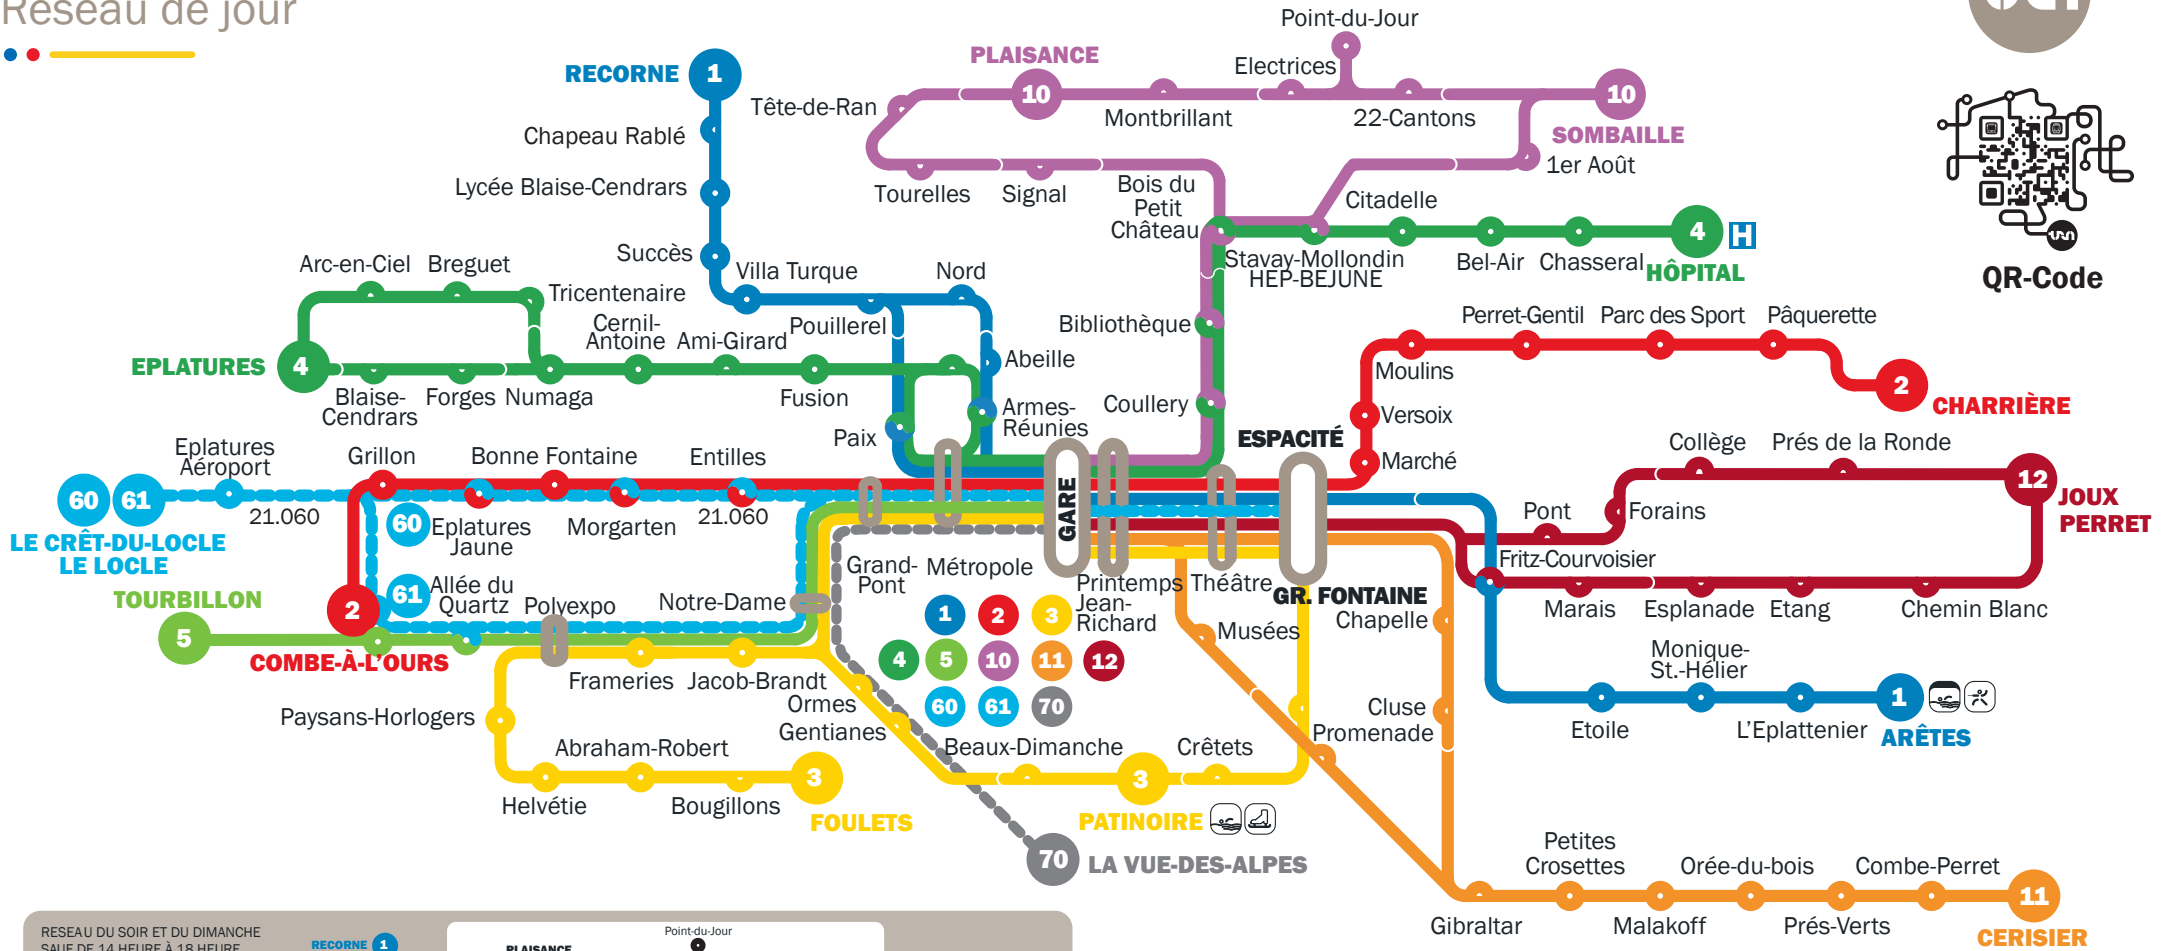 Réseau de jour
Point-du-Jour
PLAISANCE
Electrices
RECORNE
1
10
10
Tête-de-Ran
Montbrillant
22-Cantons
SOMBAILLE
Chapeau Rablé
1er Août
Lycée Blaise-Cendrars
Tourelles
Signal
Bois du
Petit
Château
Citadelle
4
H
Succès
Villa Turque
Nord
Stavay-Mollondin
HEP-BEJUNE
Bel-Air
Chasseral
HÔPITAL
QR-Code
Arc-en-Ciel
Breguet
Tricentenaire
Cernil-
Antoine
Ami-Girard
Pouillerel
Bibliothèque
Perret-Gentil
Parc des Sport
Pâquerette
EPLATURES
4
Abeille
Moulins
2
CHARRIÈRE
Blaise-
Cendrars
Forges
Numaga
Fusion
Armes-
Réunies
Coullery
Versoix
Paix
ESPACITÉ
Collège
Prés de la Ronde
Eplatures
Aéroport
Grillon
Bonne Fontaine
Entilles
Marché
12
JOUX
PERRET
60
61
21.060
60
Eplatures
Jaune
Morgarten
21.060
GARE
Pont
Forains
LE CRÊT-DU-LOCLE
LE LOCLE
Fritz-Courvoisier
Grand-
Pont
Métropole
Printemps
Jean-
Richard
Théâtre
GR. FONTAINE
61
Allée du
Quartz
Polyexpo
Notre-Dame
TOURBILLON
2
5
COMBE-À-L'OURS
1
2
3
4
5
10
11
12
60
61
70
Musées
Chapelle
Marais
Esplanade
Etang
Chemin Blanc
Monique-
St.-Hélier
Frameries
Jacob-Brandt
Ormes
Gentianes
Paysans-Horlogers
Cluse
Promenade
Etoile
L'Eplattenier
1
ARÊTES
Abraham-Robert
Beaux-Dimanche
Crêtets
3
3
Helvétie
Bougillons
FOULETS
PATINOIRE
70
LA VUE-DES-ALPES
Petites
Crosettes
Orée-du-bois
Combe-Perret
11
Gibraltar
Malakoff
Prés-Verts
CERISIER
RESEAU DU SOIR ET DU DIMANCHE
SAUF DE 14 HEURE À 18 HEURE
RECORNE
1
PLAISANCE
Point-du-Jour